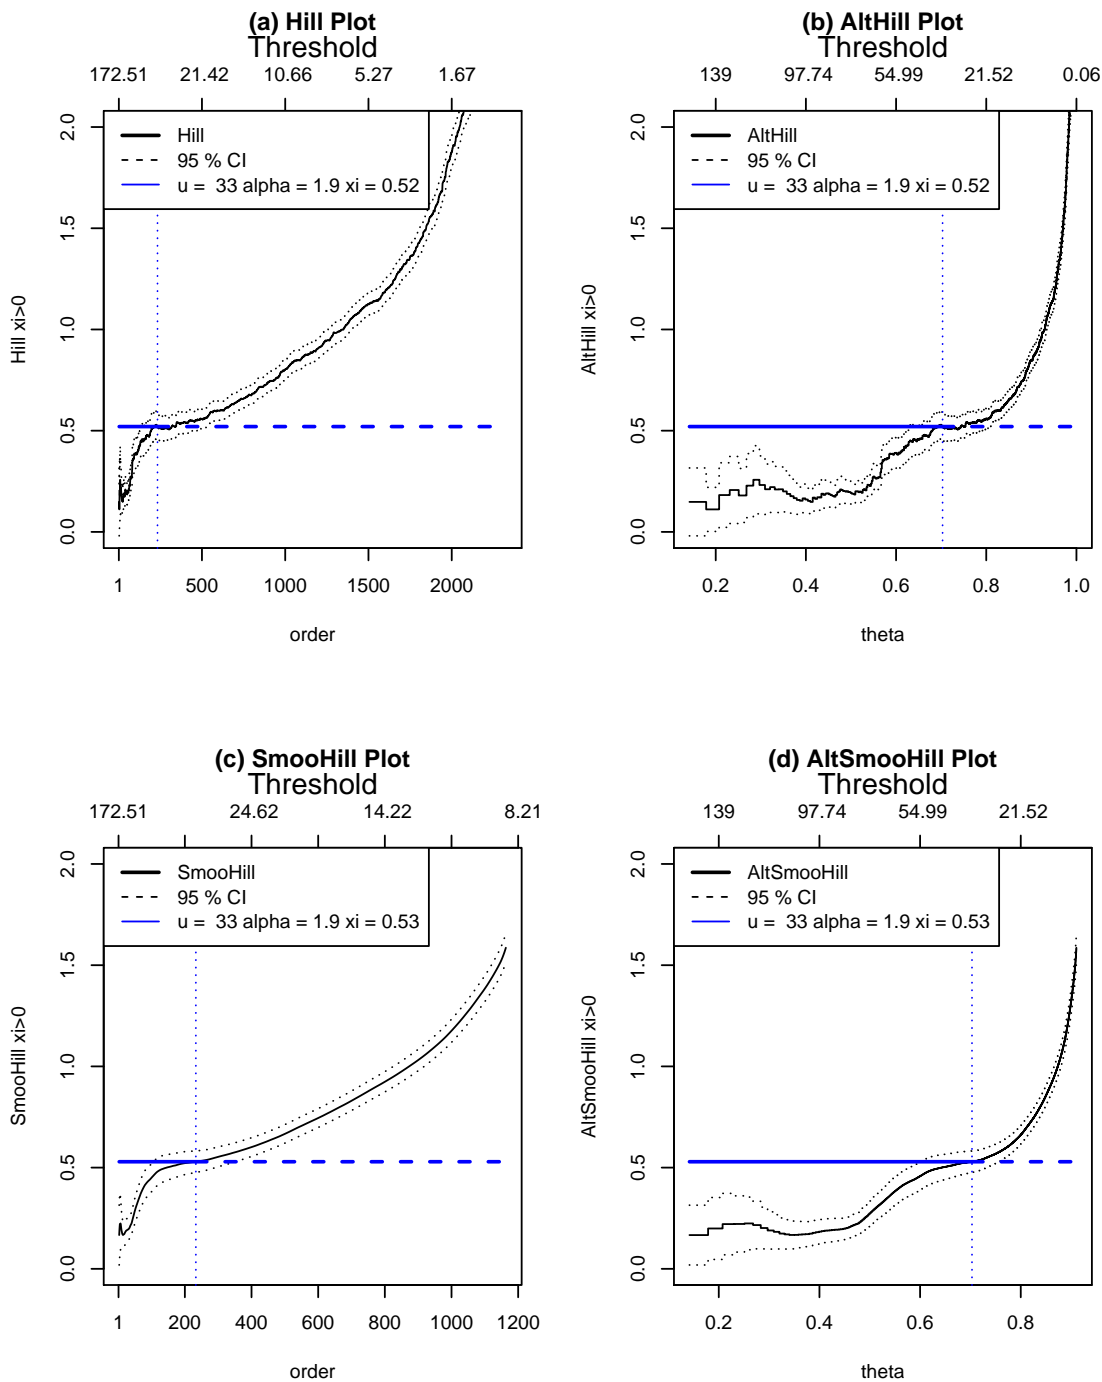 (a) Hill Plot
Threshold
172.51 21.42 10.66 5.27 1.67
Hill
95 % CI
u = 33 alpha = 1.9 xi = 0.52
Hill xi>0
0.0 0.5 1.0 1.5 2.0
1 500 1000 1500 2000
order
(b) AltHill Plot
Threshold
139 97.74 54.99 21.52 0.06
AltHill
95 % CI
u = 33 alpha = 1.9 xi = 0.52
AltHill xi>0
0.0 0.5 1.0 1.5 2.0
0.2 0.4 0.6 0.8 1.0
theta
(c) SmooHill Plot
Threshold
172.51 24.62 14.22 8.21
SmooHill
95 % CI
u = 33 alpha = 1.9 xi = 0.53
SmooHill xi>0
0.0 0.5 1.0 1.5 2.0
1 200 400 600 800 1000 1200
order
(d) AltSmooHill Plot
Threshold
139 97.74 54.99 21.52
AltSmooHill
95 % CI
u = 33 alpha = 1.9 xi = 0.53
AltSmooHill xi>0
0.0 0.5 1.0 1.5 2.0
0.2 0.4 0.6 0.8
theta